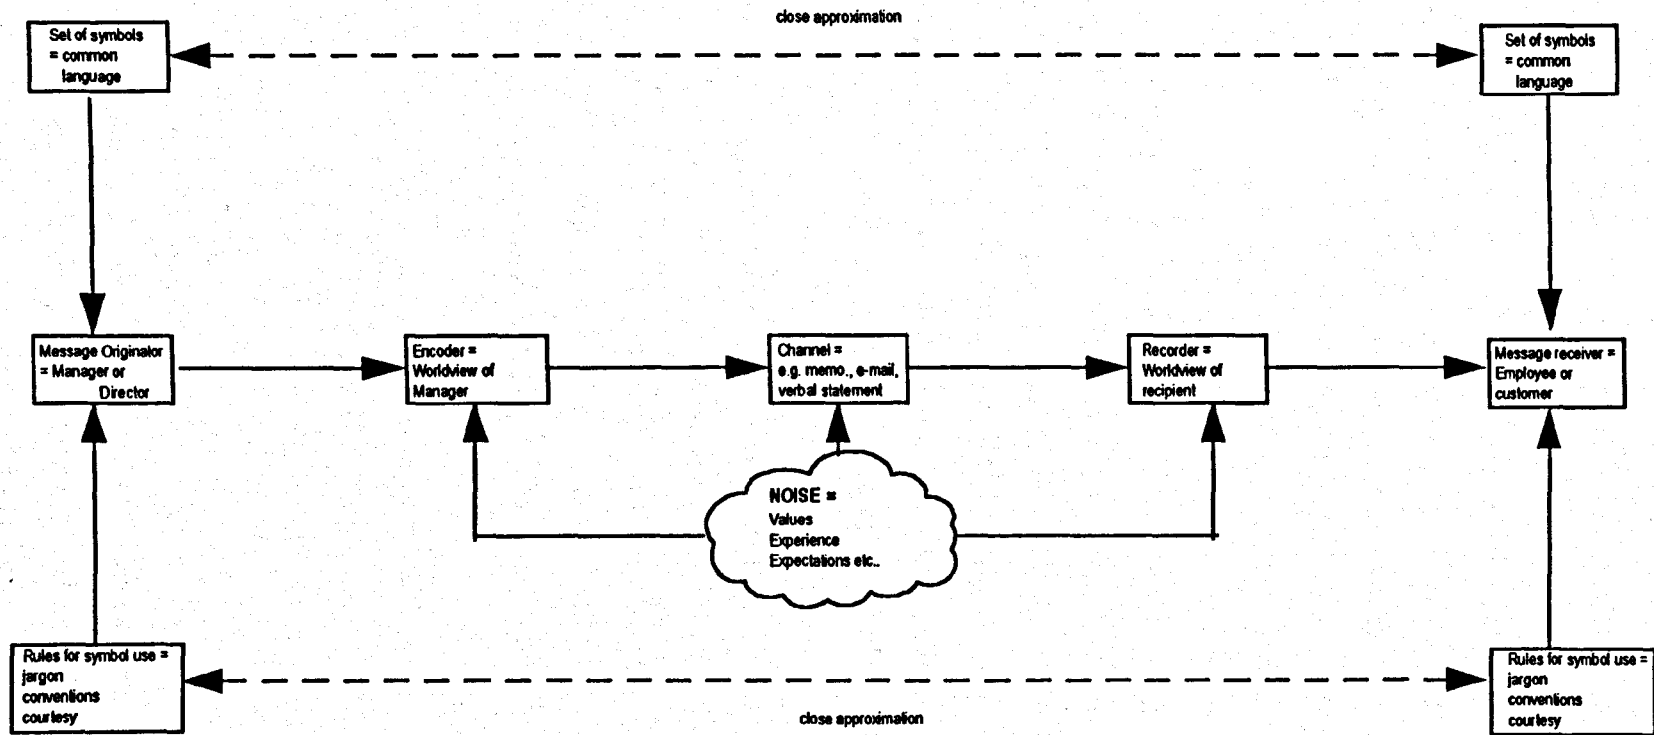 close approximation
Set of symbols
= common
language
Set of symbols
= common
language
Message Originator
= Manager or
Director
Encoder =
Worldview of
Manager
Channel =
e.g. memo., e-mail,
verbal statement
Recorder =
Worldview of
recipient
Message receiver =
Employee or
customer
NOISE =
Values
Experience
Expectations etc..
Rules for symbol use =
jargon
conventions
courtesy
Rules for symbol use =
jargon
conventions
courtesy
close approximation